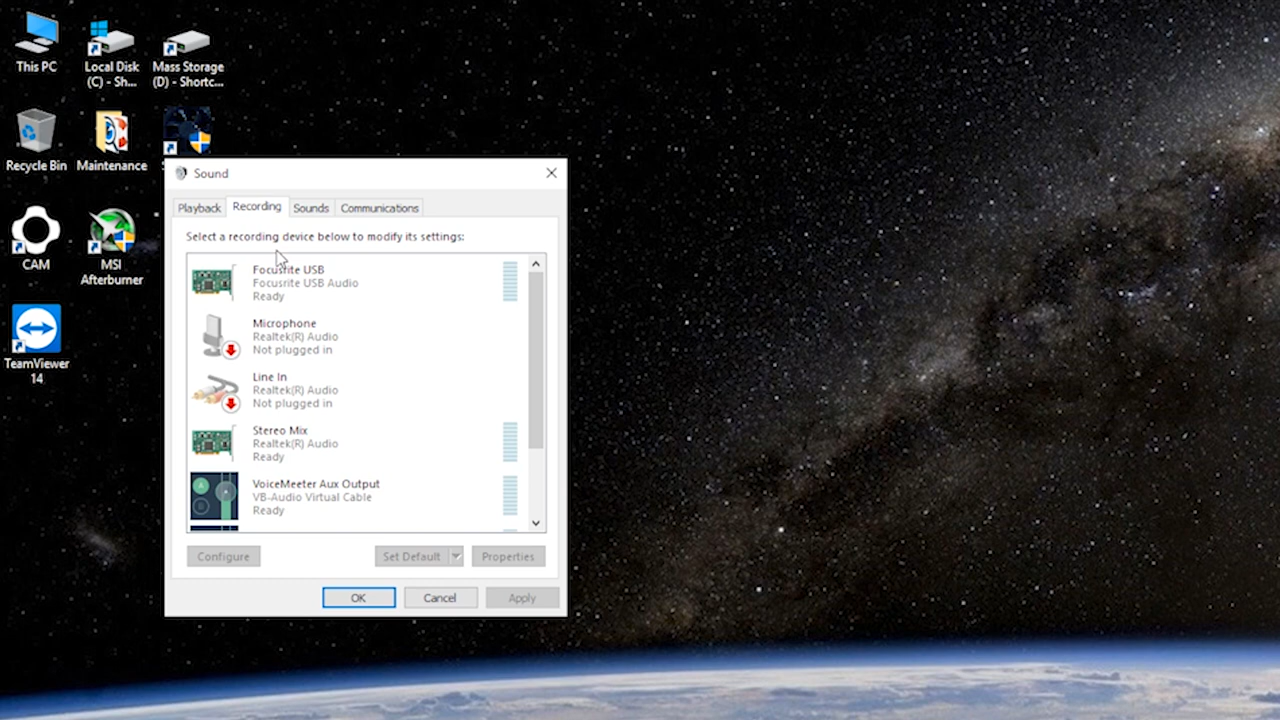 This PC
Local Disk
(C) - Sh...
Mass Storage
(D) - Shortc...
Recycle Bin
Maintenance
CAM
MSI
Afterburner
TeamViewer
14
Sound
Playback
Recording
Sounds
Communications
Select a recording device below to modify its settings:
Focusrite USB
Focusrite USB Audio
Ready
Microphone
Realtek(R) Audio
Not plugged in
Line In
Realtek(R) Audio
Not plugged in
Stereo Mix
Realtek(R) Audio
Ready
VoiceMeeter Aux Output
VB-Audio Virtual Cable
Ready
Configure
Set Default
Properties
OK
Cancel
Apply